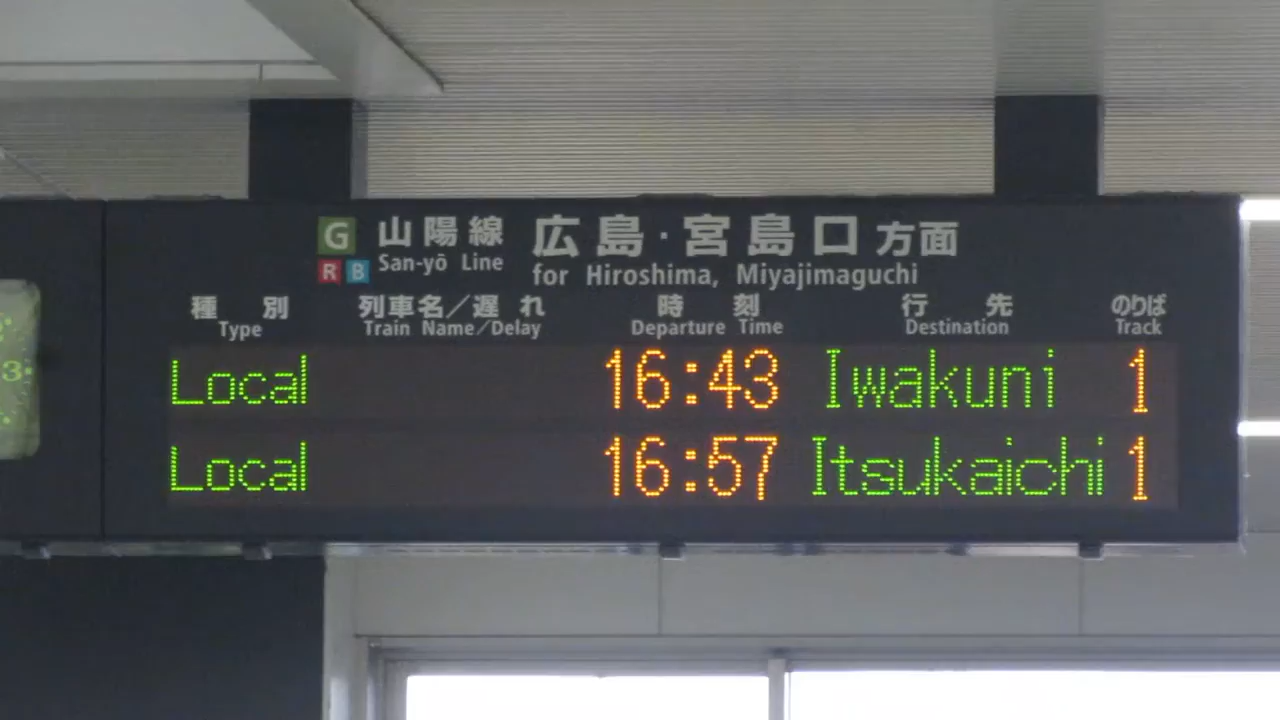 G 山陽線 広島・宮島口 方面
R B San-yō Line for Hiroshima, Miyajimaguchi
種別 列車名／遅れ 時刻 行先 のりば
Type Train Name／Delay Departure Time Destination Track
Local 16:43 Iwakuni 1
Local 16:57 Itsukaichi 1
3